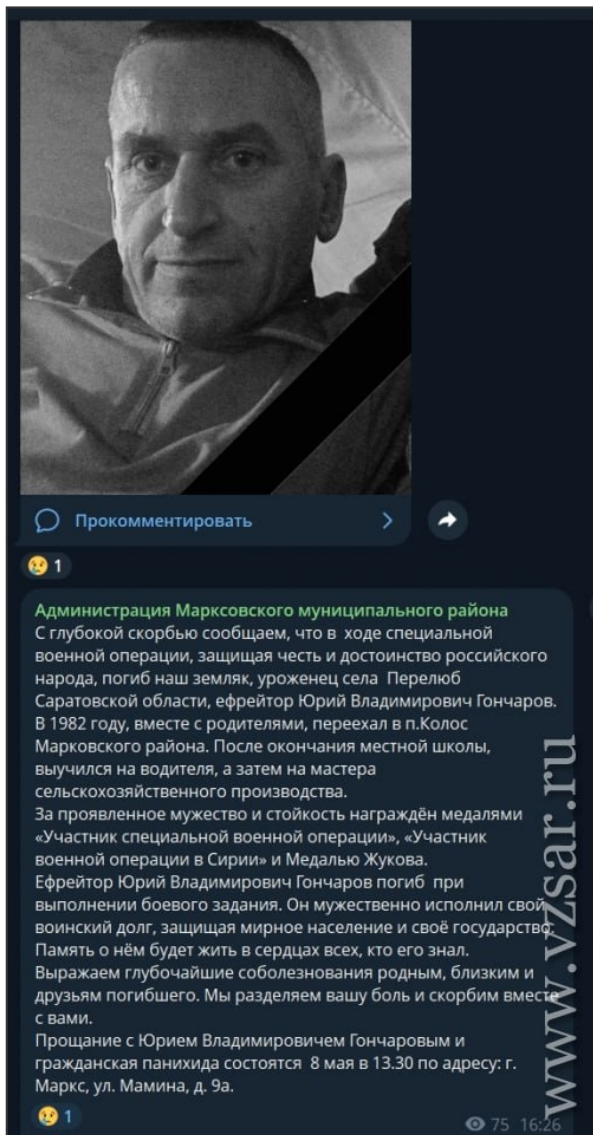 Прокомментировать
1
Администрация Марксовского муниципального района
С глубокой скорбью сообщаем, что в ходе специальной
военной операции, защищая честь и достоинство российского
народа, погиб наш земляк, уроженец села Перелюб
Саратовской области, ефрейтор Юрий Владимирович Гончаров.
В 1982 году, вместе с родителями, переехал в п.Колос
Марковского района. После окончания местной школы,
выучился на водителя, а затем на мастера
сельскохозяйственного производства.
За проявленное мужество и стойкость награждён медалями
«Участник специальной военной операции», «Участник
военной операции в Сирии» и Медалью Жукова.
Ефрейтор Юрий Владимирович Гончаров погиб при
выполнении боевого задания. Он мужественно исполнил свой
воинский долг, защищая мирное население и своё государство.
Память о нём будет жить в сердцах всех, кто его знал.
Выражаем глубочайшие соболезнования родным, близким и
друзьям погибшего. Мы разделяем вашу боль и скорбим вместе
с вами.
Прощание с Юрием Владимировичем Гончаровым и
гражданская панихида состоятся 8 мая в 13.30 по адресу: г.
Маркс, ул. Мамина, д. 9а.
1
75 16:26
www.vzsar.ru